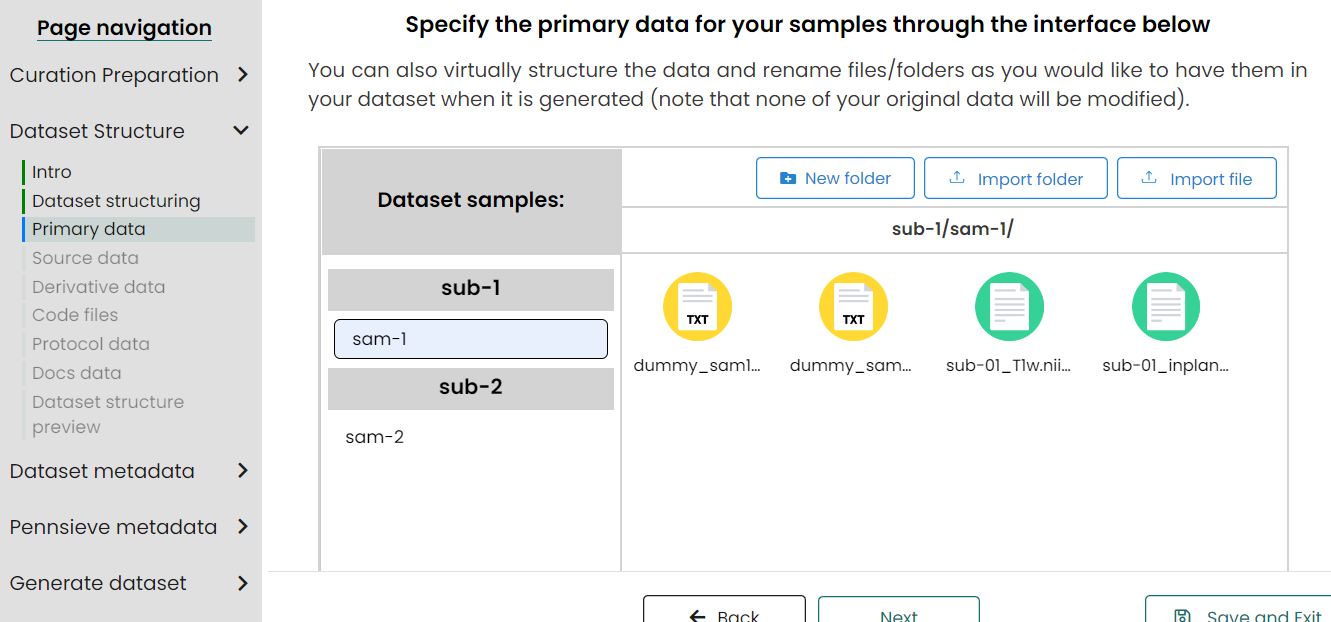 Page navigation
Curation Preparation
Dataset Structure
Intro
Dataset structuring
Primary data
Source data
Derivative data
Code files
Protocol data
Docs data
Dataset structure
preview
Dataset metadata
Pennsieve metadata
Generate dataset
Specify the primary data for your samples through the interface below
You can also virtually structure the data and rename files/folders as you would like to have them in
your dataset when it is generated (note that none of your original data will be modified).
Dataset samples:
sub-1
sam-1
sub-2
sam-2
New folder
Import folder
Import file
sub-1/sam-1/
TXT
dummy_sam1...
TXT
dummy_sam...
sub-01_T1w.nii...
sub-01_inplan...
Back
Next
Save and Exit